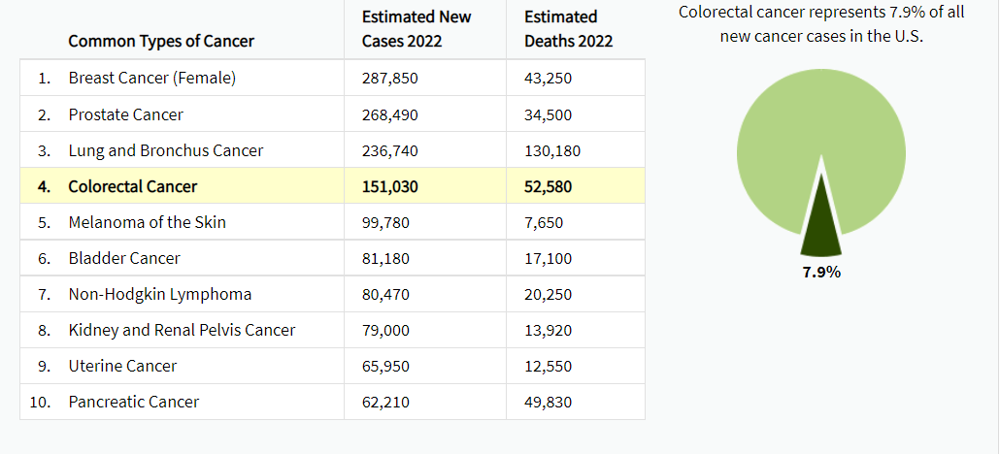 Common Types of Cancer Estimated New Cases 2022 Estimated Deaths 2022
1. Breast Cancer (Female) 287,850 43,250
2. Prostate Cancer 268,490 34,500
3. Lung and Bronchus Cancer 236,740 130,180
4. Colorectal Cancer 151,030 52,580
5. Melanoma of the Skin 99,780 7,650
6. Bladder Cancer 81,180 17,100
7. Non-Hodgkin Lymphoma 80,470 20,250
8. Kidney and Renal Pelvis Cancer 79,000 13,920
9. Uterine Cancer 65,950 12,550
10. Pancreatic Cancer 62,210 49,830
Colorectal cancer represents 7.9% of all
new cancer cases in the U.S.
7.9%